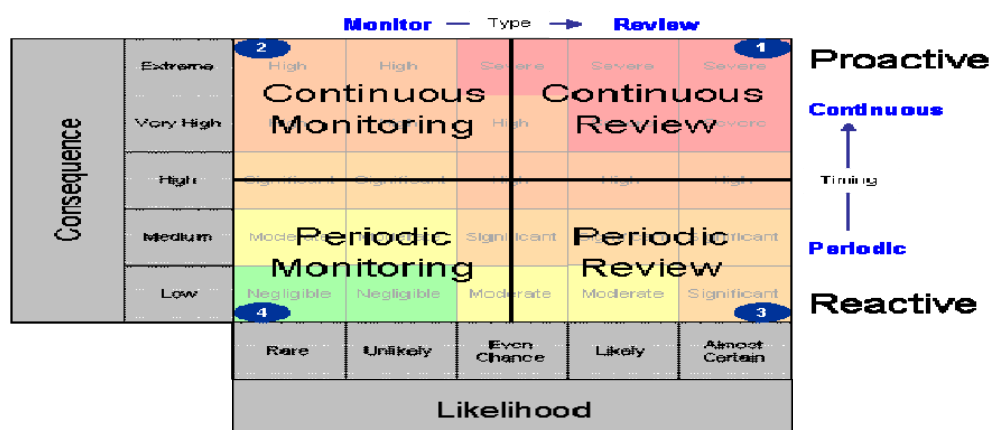 Monitor — Type → Review
2
1
Extreme High High Severe Severe Severe
Proactive
Continuous Monitoring
Continuous Review
Continuous
Very High High Severe
Consequence
High Significant Significant High High High
Timing
Medium Moderate Significant Significant
Periodic Monitoring
Periodic Review
Periodic
Low Negligible Negligible Moderate Moderate Significant
4
3
Reactive
Rare Unlikely Even Chance Likely Almost Certain
Likelihood